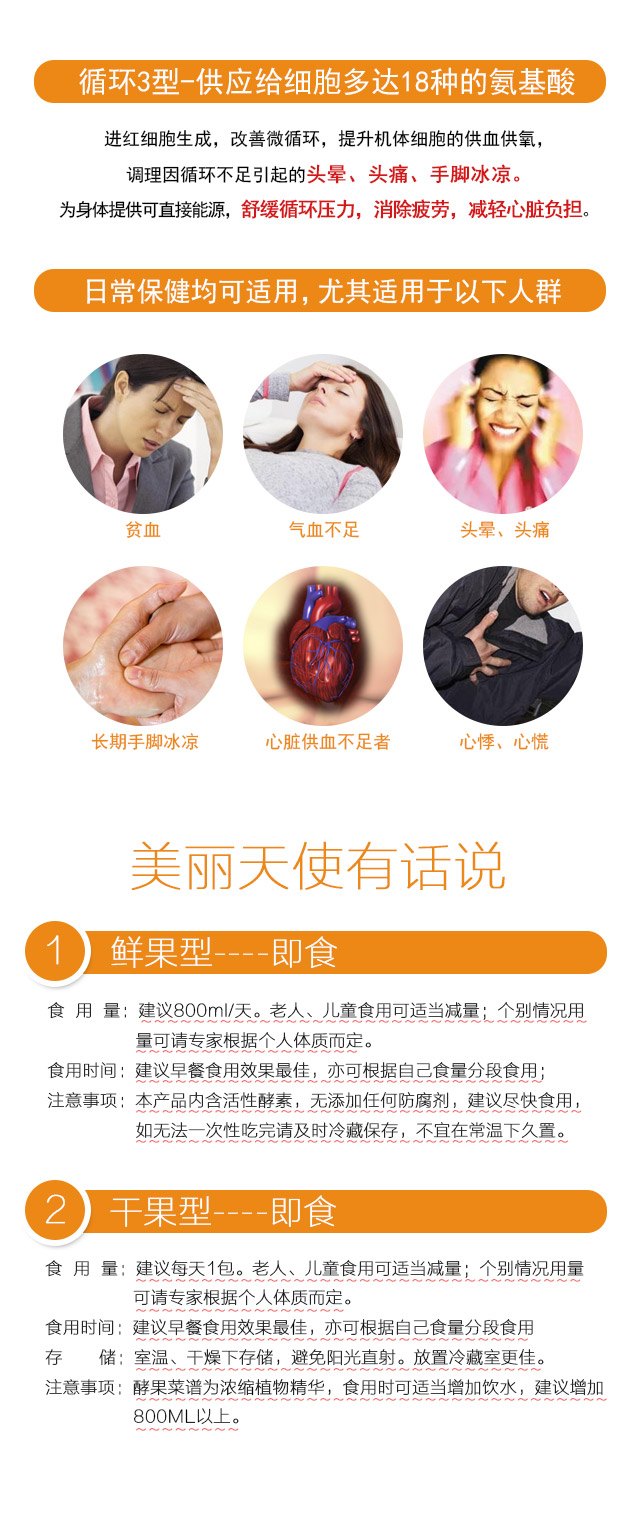 循环3型-供应给细胞多达18种的氨基酸
进红细胞生成，改善微循环，提升机体细胞的供血供氧，
调理因循环不足引起的头晕、头痛、手脚冰凉。
为身体提供可直接能源，舒缓循环压力，消除疲劳，减轻心脏负担。
日常保健均可适用，尤其适用于以下人群
贫血
气血不足
头晕、头痛
长期手脚冰凉
心脏供血不足者
心悸、心慌
美丽天使有话说
1 鲜果型----即食
食 用 量：建议800ml/天。老人、儿童食用可适当减量；个别情况用
量可请专家根据个人体质而定。
食用时间：建议早餐食用效果最佳，亦可根据自己食量分段食用；
注意事项：本产品内含活性酵素，无添加任何防腐剂，建议尽快食用，
如无法一次性吃完请及时冷藏保存，不宜在常温下久置。
2 干果型----即食
食 用 量：建议每天1包。老人、儿童食用可适当减量；个别情况用量
可请专家根据个人体质而定。
食用时间：建议早餐食用效果最佳，亦可根据自己食量分段食用
存 储：室温、干燥下存储，避免阳光直射。放置冷藏室更佳。
注意事项：酵果菜谱为浓缩植物精华，食用时可适当增加饮水，建议增加
800ML以上。